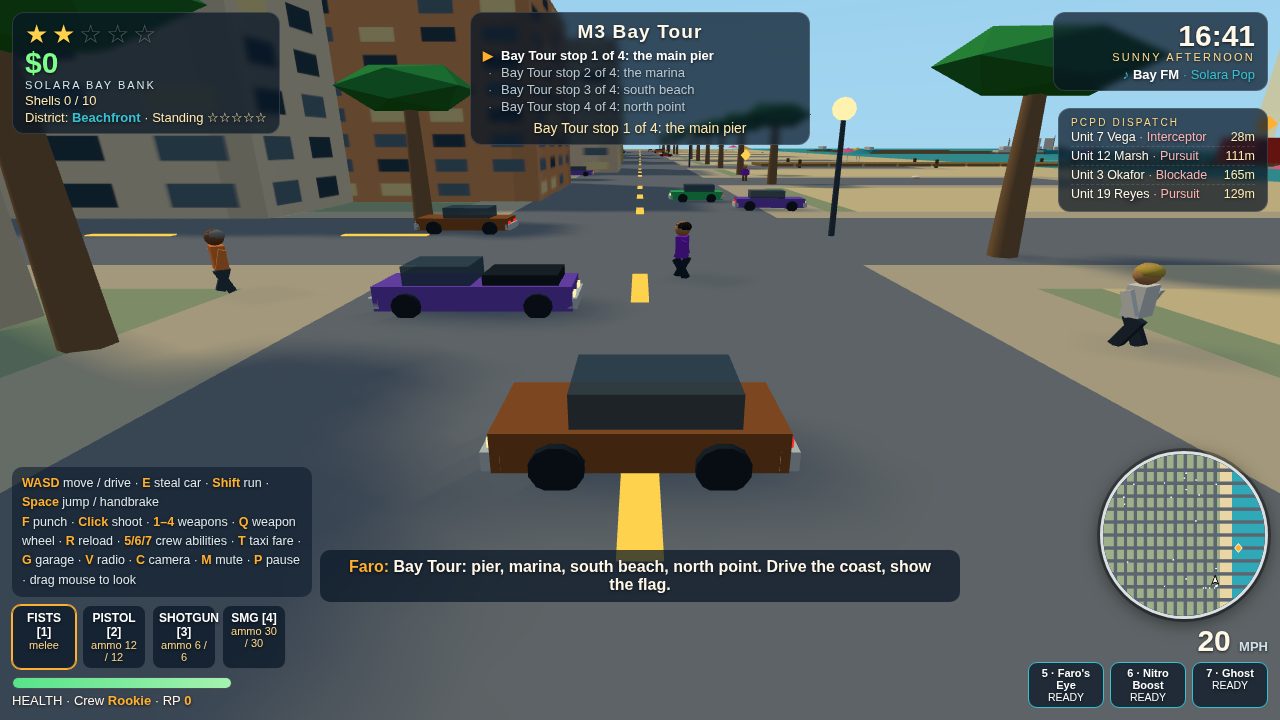 ★★☆☆☆
$0
SOLARA BAY BANK
Shells 0 / 10
District: Beachfront · Standing ☆☆☆☆☆
M3 Bay Tour
▶ Bay Tour stop 1 of 4: the main pier
· Bay Tour stop 2 of 4: the marina
· Bay Tour stop 3 of 4: south beach
· Bay Tour stop 4 of 4: north point
Bay Tour stop 1 of 4: the main pier
16:41
SUNNY AFTERNOON
♪ Bay FM · Solara Pop
PCPD DISPATCH
Unit 7 Vega · Interceptor 28m
Unit 12 Marsh · Pursuit 111m
Unit 3 Okafor · Blockade 165m
Unit 19 Reyes · Pursuit 129m
WASD move / drive · E steal car · Shift run ·
Space jump / handbrake
F punch · Click shoot · 1–4 weapons · Q weapon
wheel · R reload · 5/6/7 crew abilities · T taxi fare ·
G garage · V radio · C camera · M mute · P pause
· drag mouse to look
Faro: Bay Tour: pier, marina, south beach, north point. Drive the coast, show
the flag.
FISTS
[1]
melee
PISTOL
[2]
ammo 12
/ 12
SHOTGUN
[3]
ammo 6 /
6
SMG [4]
ammo 30
/ 30
HEALTH · Crew Rookie · RP 0
20 MPH
5 · Faro's
Eye
READY
6 · Nitro
Boost
READY
7 · Ghost
READY